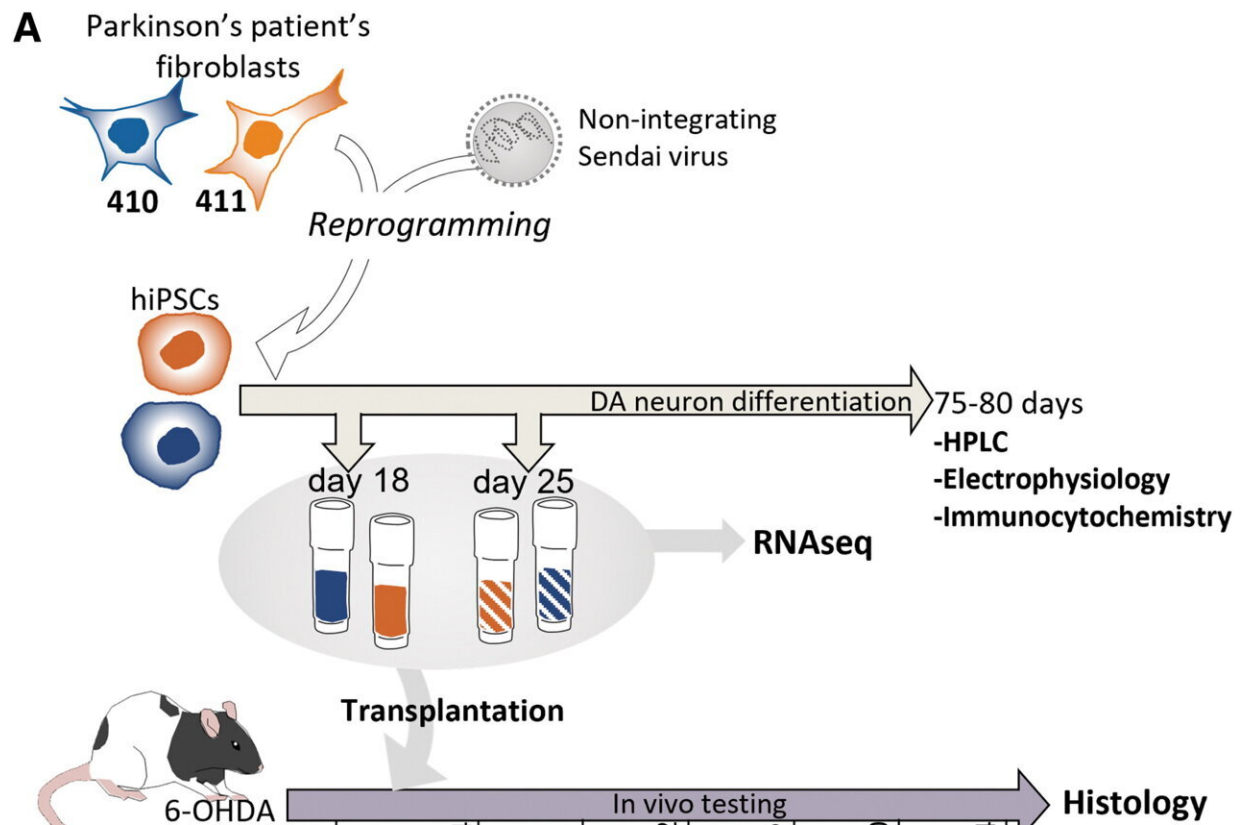 A
Parkinson's patient's
fibroblasts
410 411
Non-integrating
Sendai virus
Reprogramming
hiPSCs
DA neuron differentiation
75-80 days
-HPLC
-Electrophysiology
-Immunocytochemistry
day 18
day 25
RNAseq
Transplantation
6-OHDA
In vivo testing
Histology